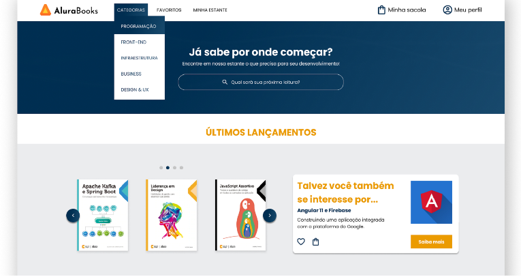 AluraBooks
CATEGORIAS FAVORITOS MINHA ESTANTE
Minha sacola Meu perfil
PROGRAMAÇÃO
FRONT-END
INFRAESTRUTURA
BUSINESS
DESIGN & UX
Já sabe por onde começar?
Encontre em nossa estante o que precisa para seu desenvolvimento!
Qual será sua próxima leitura?
ÚLTIMOS LANÇAMENTOS
Apache Kafka
e Spring Boot
Liderança em
Design
JavaScript Assertivo
Talvez você também
se interesse por...
Angular 11 e Firebase
Construindo uma aplicação integrada
com a plataforma do Google.
Saiba mais